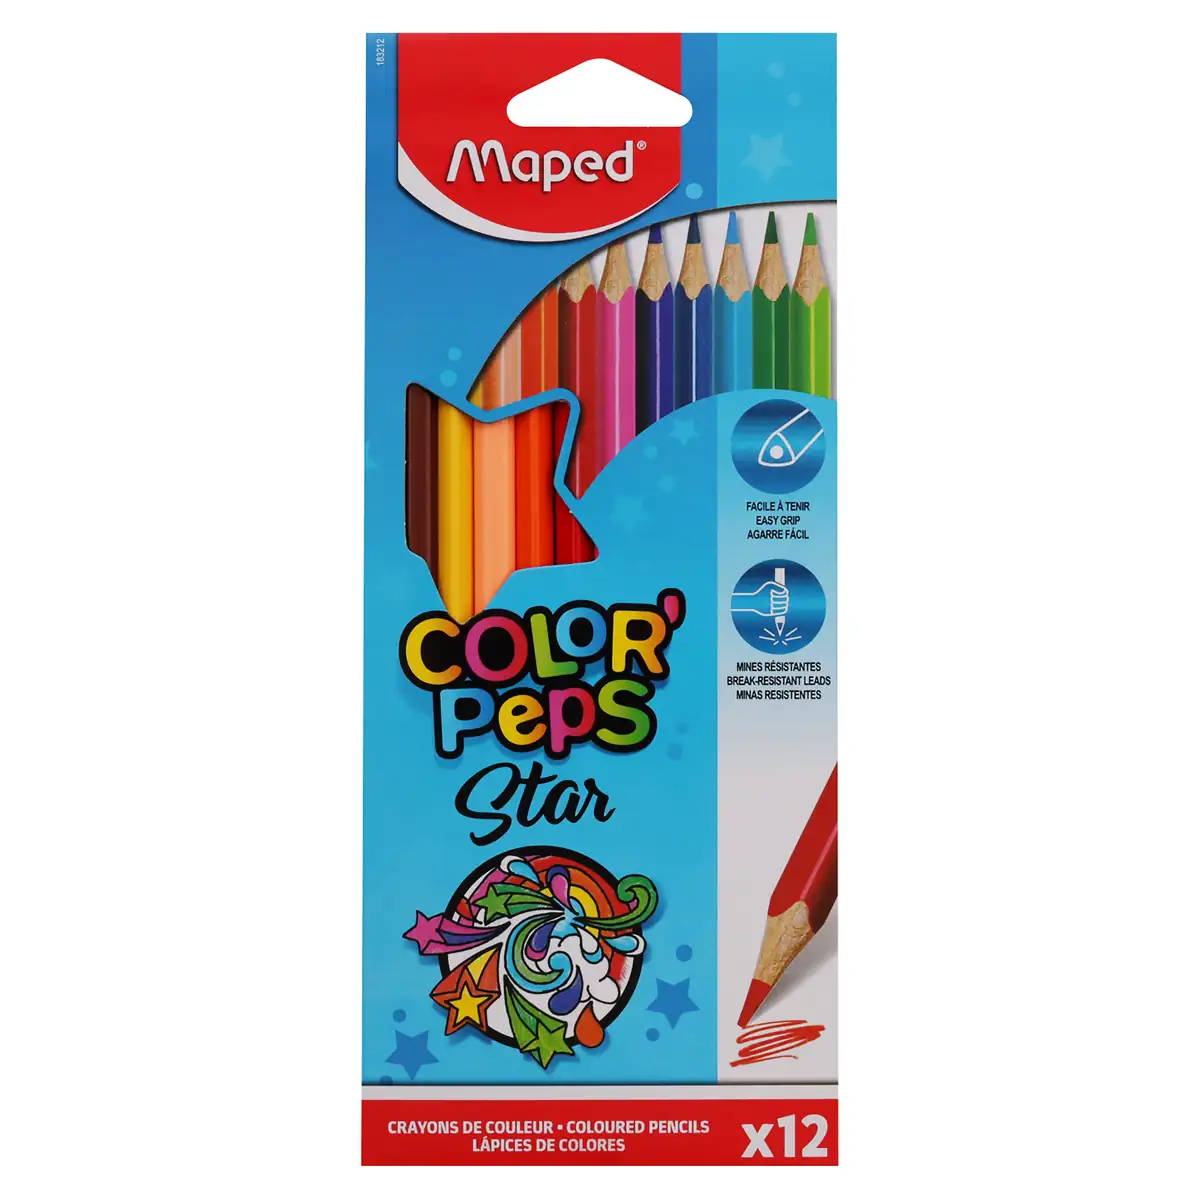 183212
Maped®
FACILE À TENIR
EASY GRIP
AGARRE FÁCIL
MINES RÉSISTANTES
BREAK-RESISTANT LEADS
MINAS RESISTENTES
COLOR'
PePS
Star
CRAYONS DE COULEUR • COLOURED PENCILS
LÁPICES DE COLORES
x12